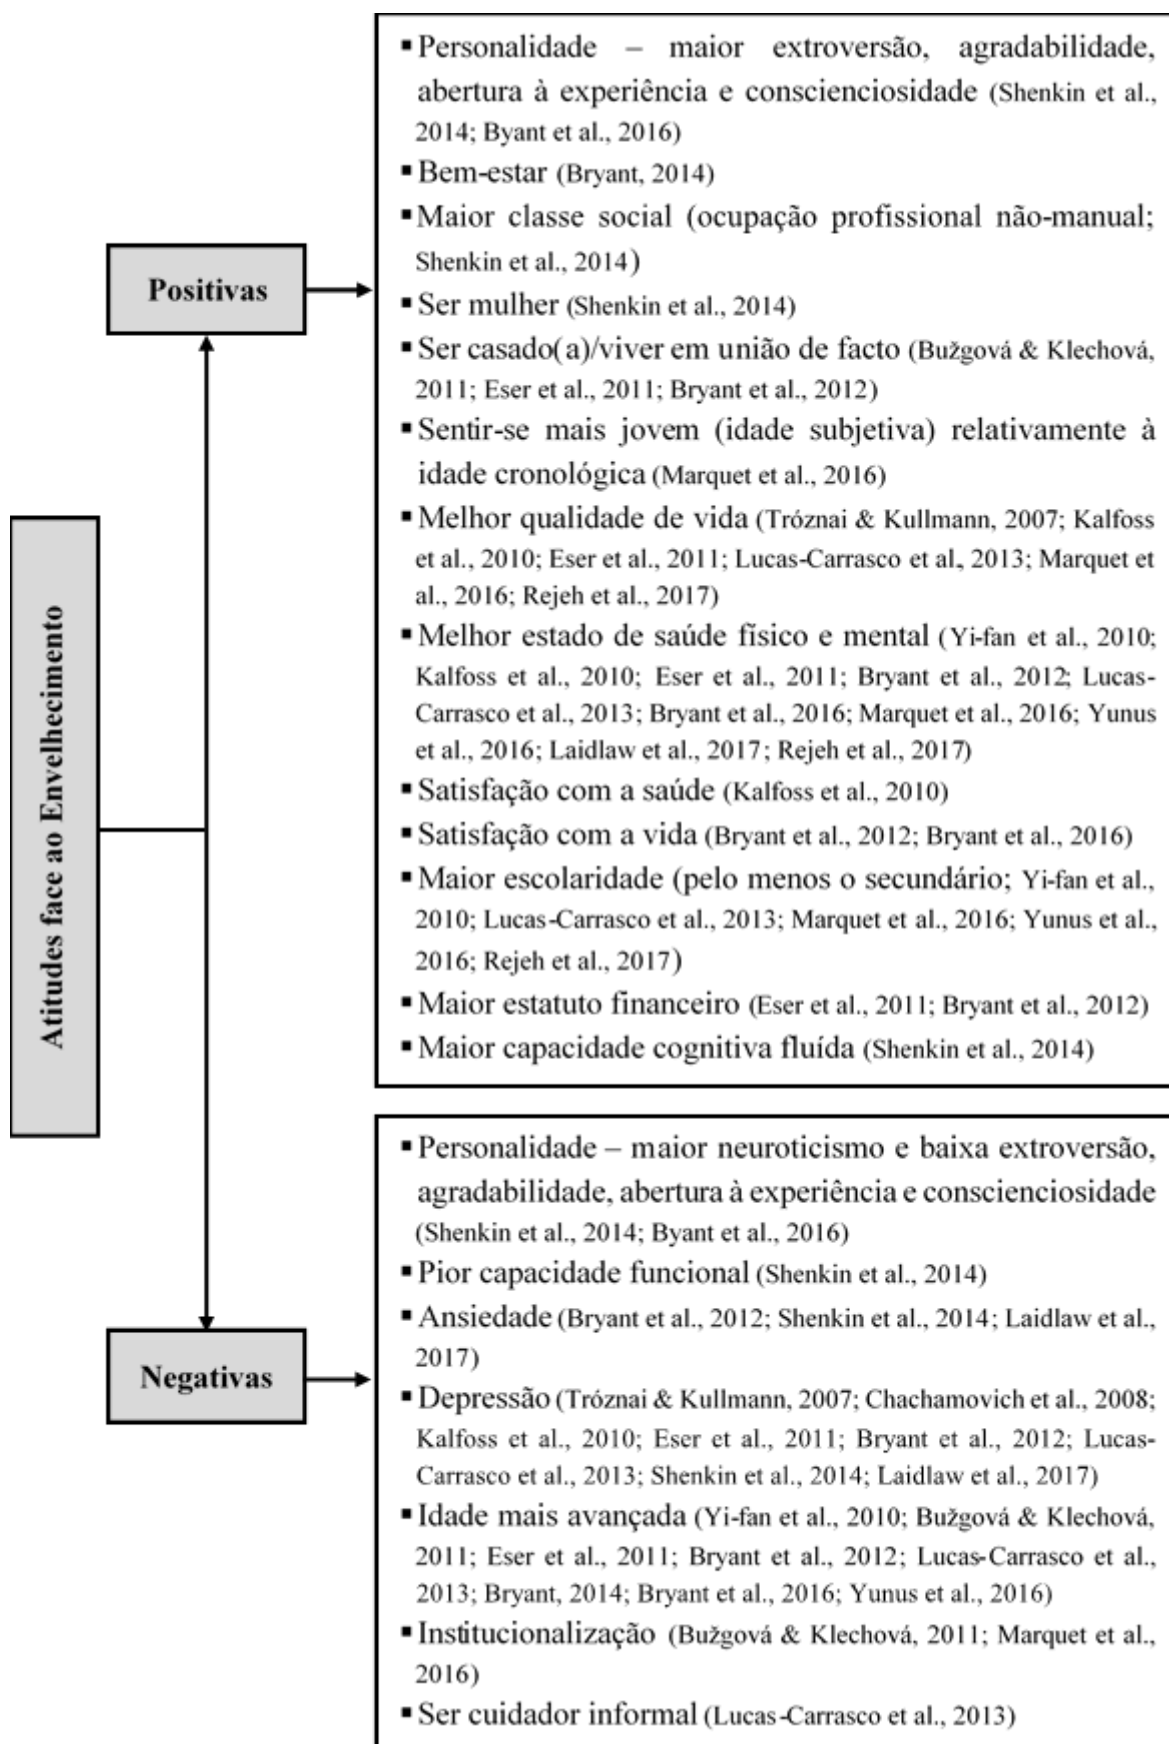 Atitudes face ao Envelhecimento
Positivas
▪ Personalidade – maior extroversão, agradabilidade,
abertura à experiência e conscienciosidade (Shenkin et al.,
2014; Byant et al., 2016)
▪ Bem-estar (Bryant, 2014)
▪ Maior classe social (ocupação profissional não-manual;
Shenkin et al., 2014)
▪ Ser mulher (Shenkin et al., 2014)
▪ Ser casado(a)/viver em união de facto (Bužgová & Klechová,
2011; Eser et al., 2011; Bryant et al., 2012)
▪ Sentir-se mais jovem (idade subjetiva) relativamente à
idade cronológica (Marquet et al., 2016)
▪ Melhor qualidade de vida (Tróznai & Kullmann, 2007; Kalfoss
et al., 2010; Eser et al., 2011; Lucas-Carrasco et al., 2013; Marquet et
al., 2016; Rejeh et al., 2017)
▪ Melhor estado de saúde físico e mental (Yi-fan et al., 2010;
Kalfoss et al., 2010; Eser et al., 2011; Bryant et al., 2012; Lucas-
Carrasco et al., 2013; Bryant et al., 2016; Marquet et al., 2016; Yunus
et al., 2016; Laidlaw et al., 2017; Rejeh et al., 2017)
▪ Satisfação com a saúde (Kalfoss et al., 2010)
▪ Satisfação com a vida (Bryant et al., 2012; Bryant et al., 2016)
▪ Maior escolaridade (pelo menos o secundário; Yi-fan et al.,
2010; Lucas-Carrasco et al., 2013; Marquet et al., 2016; Yunus et al.,
2016; Rejeh et al., 2017)
▪ Maior estatuto financeiro (Eser et al., 2011; Bryant et al., 2012)
▪ Maior capacidade cognitiva fluída (Shenkin et al., 2014)
Negativas
▪ Personalidade – maior neuroticismo e baixa extroversão,
agradabilidade, abertura à experiência e conscienciosidade
(Shenkin et al., 2014; Byant et al., 2016)
▪ Pior capacidade funcional (Shenkin et al., 2014)
▪ Ansiedade (Bryant et al., 2012; Shenkin et al., 2014; Laidlaw et al.,
2017)
▪ Depressão (Tróznai & Kullmann, 2007; Chachamovich et al., 2008;
Kalfoss et al., 2010; Eser et al., 2011; Bryant et al., 2012; Lucas-
Carrasco et al., 2013; Shenkin et al., 2014; Laidlaw et al., 2017)
▪ Idade mais avançada (Yi-fan et al., 2010; Bužgová & Klechová,
2011; Eser et al., 2011; Bryant et al., 2012; Lucas-Carrasco et al.,
2013; Bryant, 2014; Bryant et al., 2016; Yunus et al., 2016)
▪ Institucionalização (Bužgová & Klechová, 2011; Marquet et al.,
2016)
▪ Ser cuidador informal (Lucas-Carrasco et al., 2013)